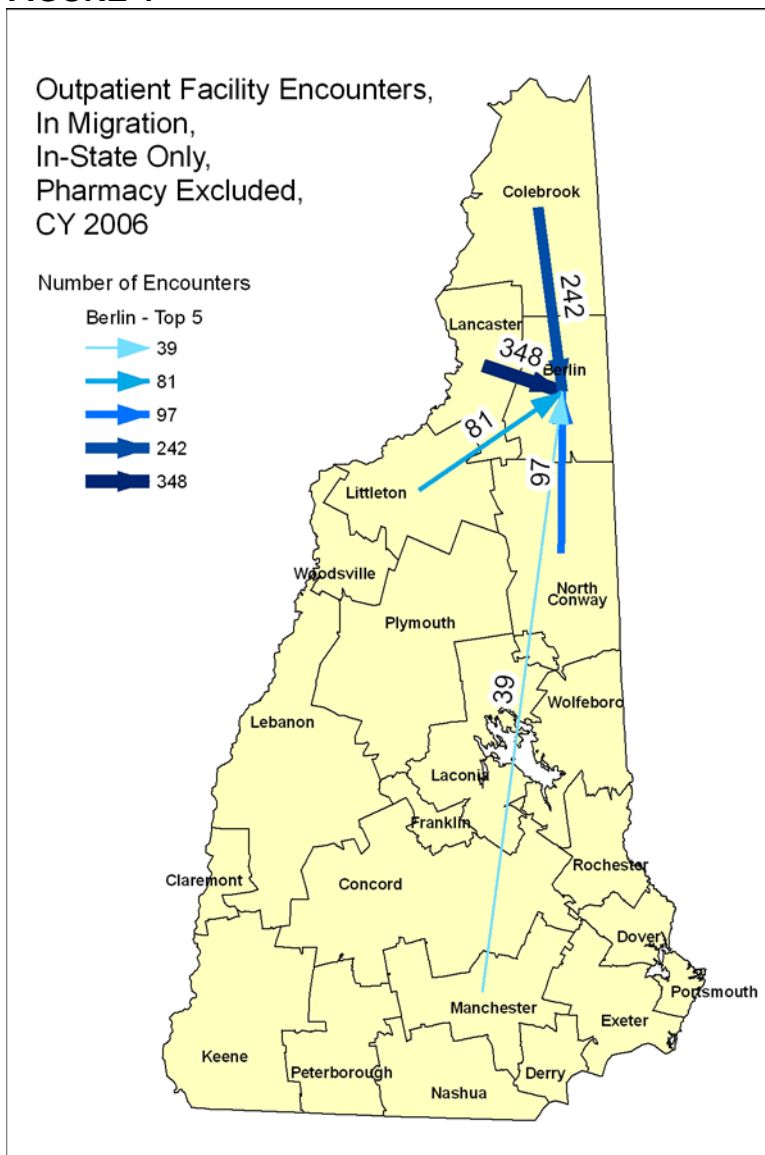 Outpatient Facility Encounters,
In Migration,
In-State Only,
Pharmacy Excluded,
CY 2006
Number of Encounters
Berlin - Top 5
39
81
97
242
348
Colebrook
242
Lancaster
348
Berlin
81
97
Littleton
Woodsville
North
Conway
Plymouth
39
Wolfeboro
Lebanon
Laconia
Franklin
Rochester
Claremont
Concord
Dover
Portsmouth
Manchester
Exeter
Keene
Peterborough
Derry
Nashua